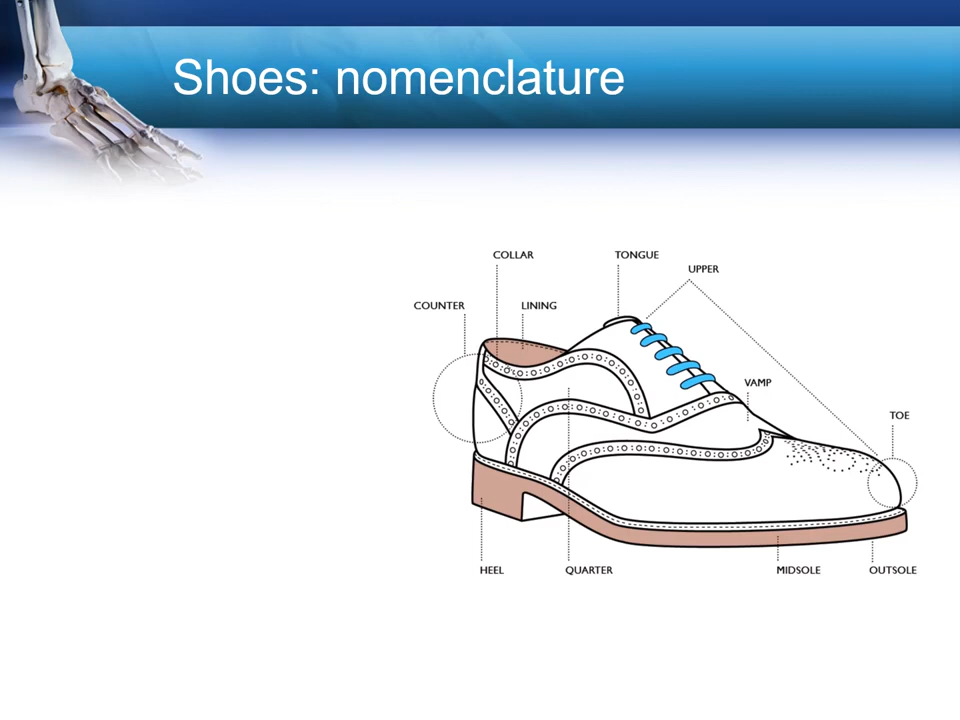 Shoes: nomenclature
COLLAR
TONGUE
UPPER
COUNTER
LINING
VAMP
TOE
HEEL
QUARTER
MIDSOLE
OUTSOLE